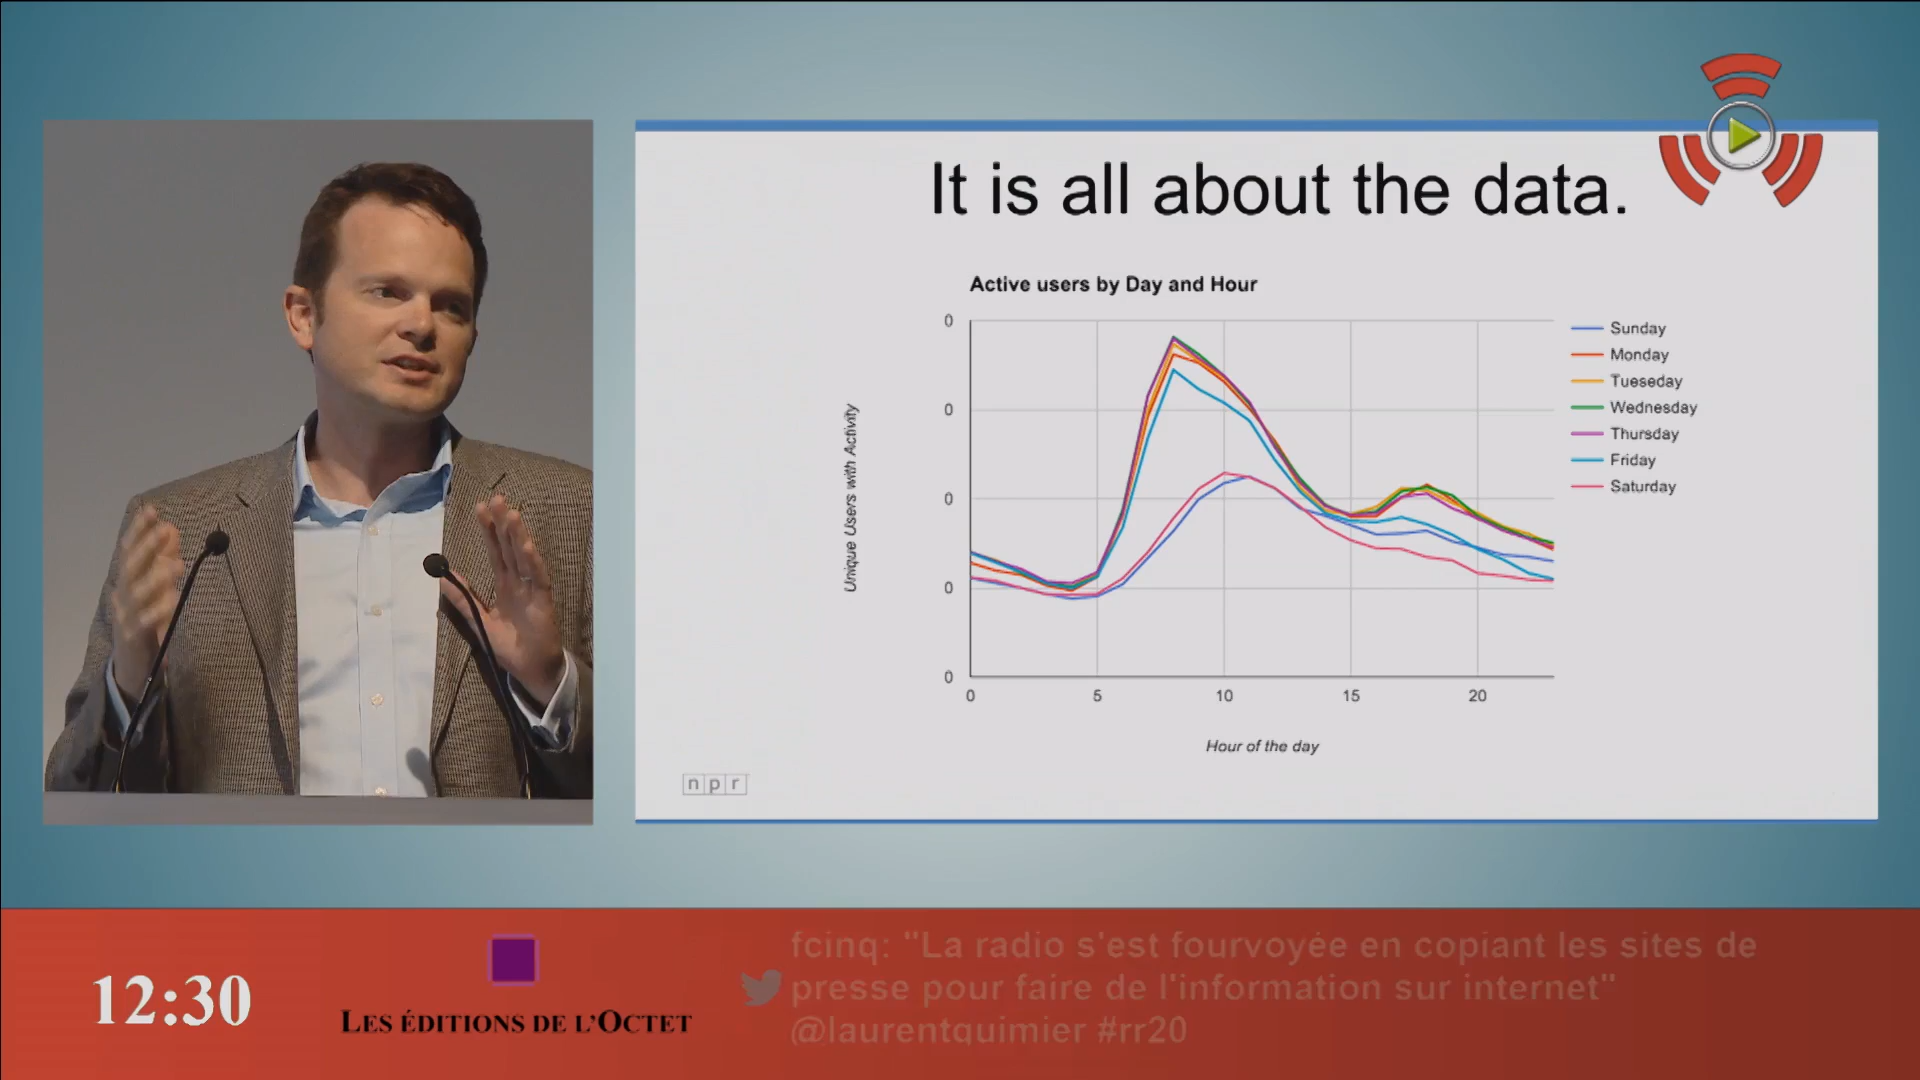 It is all about the data.
Active users by Day and Hour
0
0
0
0
0
Unique Users with Activity
0 5 10 15 20
Hour of the day
Sunday
Monday
Tueseday
Wednesday
Thursday
Friday
Saturday
npr
12:30
LES ÉDITIONS DE L'OCTET
fcinq: "La radio s'est fourvoyée en copiant les sites de
presse pour faire de l'information sur internet"
@laurentguimier #rr20